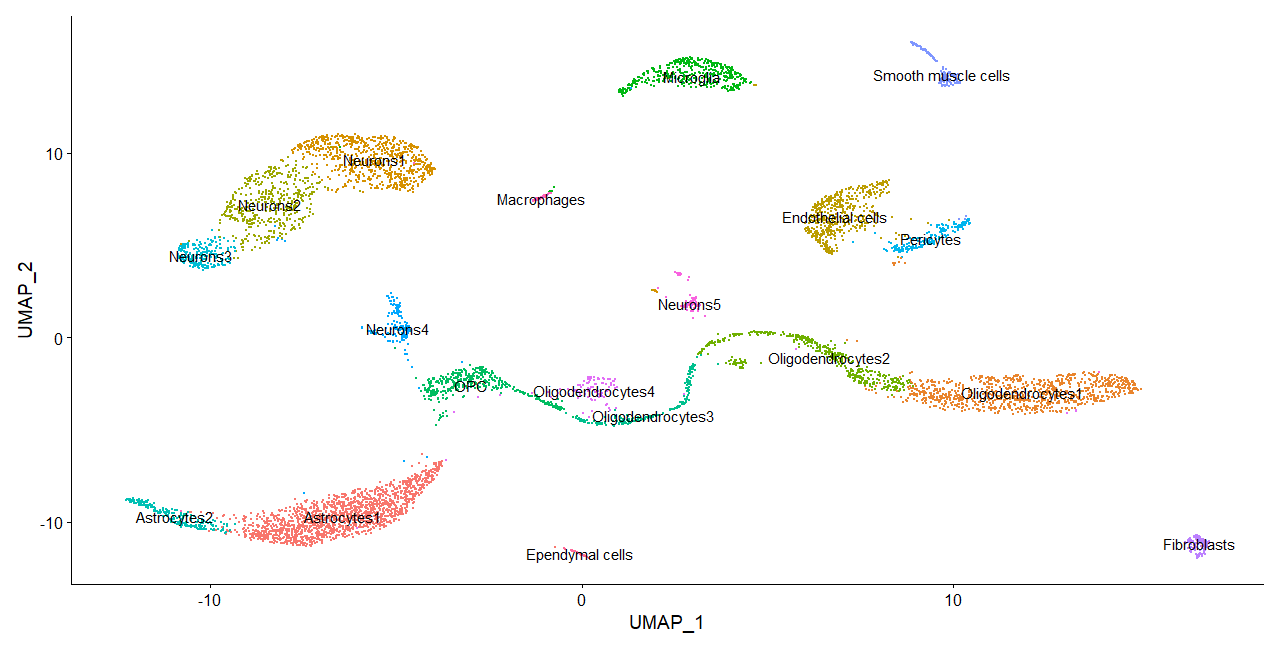 Smooth muscle cells
Microglia
10
Neurons1
Macrophages
Neurons2
Endothelial cells
Pericytes
Neurons3
UMAP_2
Neurons5
Neurons4
0
Oligodendrocytes2
OPC
Oligodendrocytes4
Oligodendrocytes1
Oligodendrocytes3
Astrocytes2
Astrocytes1
-10
Ependymal cells
Fibroblasts
-10
0
10
UMAP_1